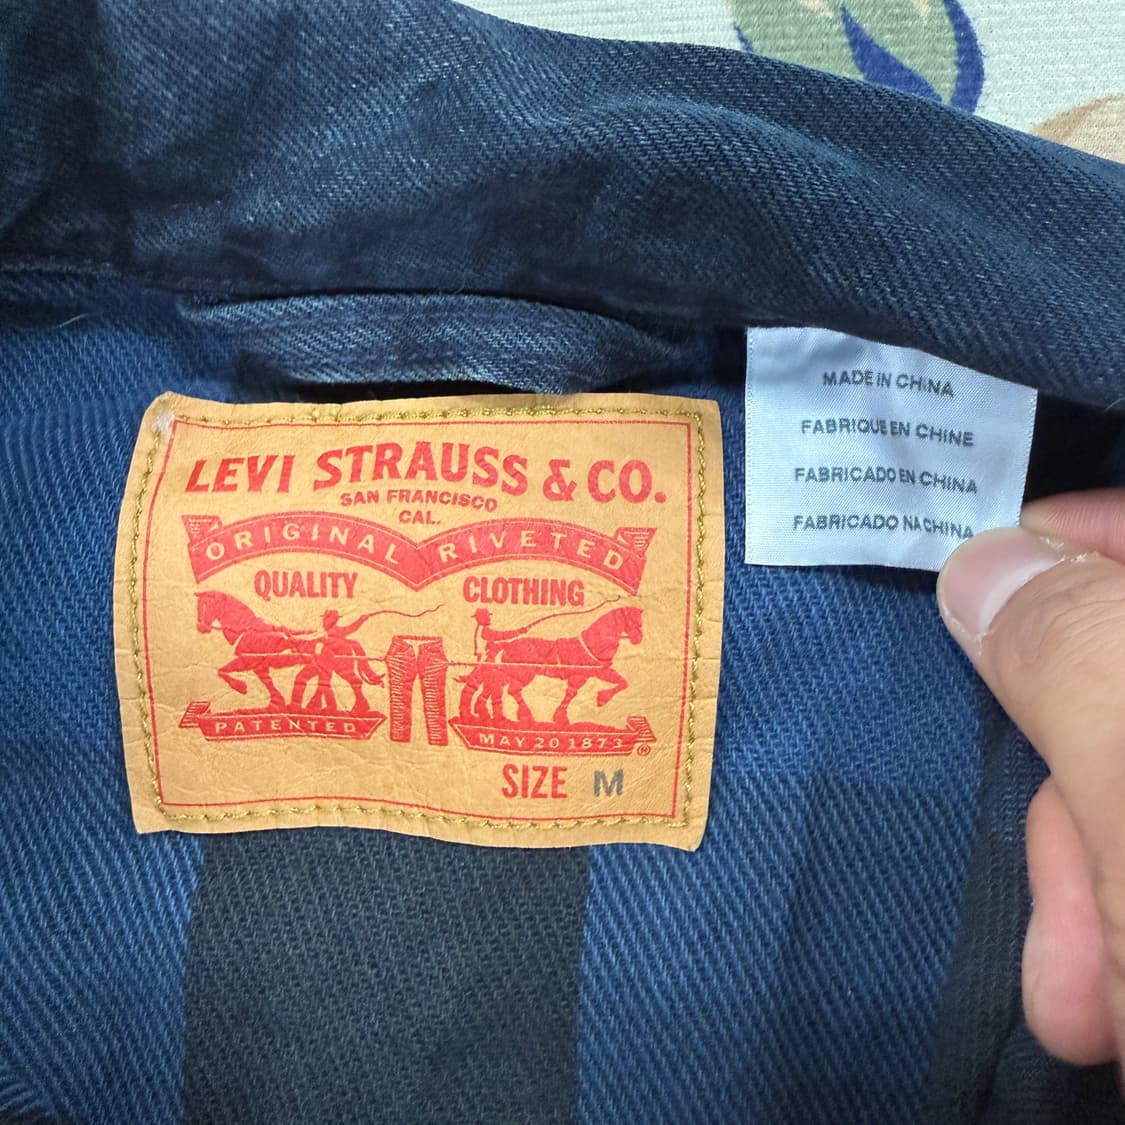 LEVI STRAUSS & CO.
SAN FRANCISCO
CAL.
ORIGINAL RIVETED
QUALITY CLOTHING
PATENTED MAY 20 1873 ®
SIZE M
MADE IN CHINA
FABRIQUE EN CHINE
FABRICADO EN CHINA
FABRICADO NA CHINA